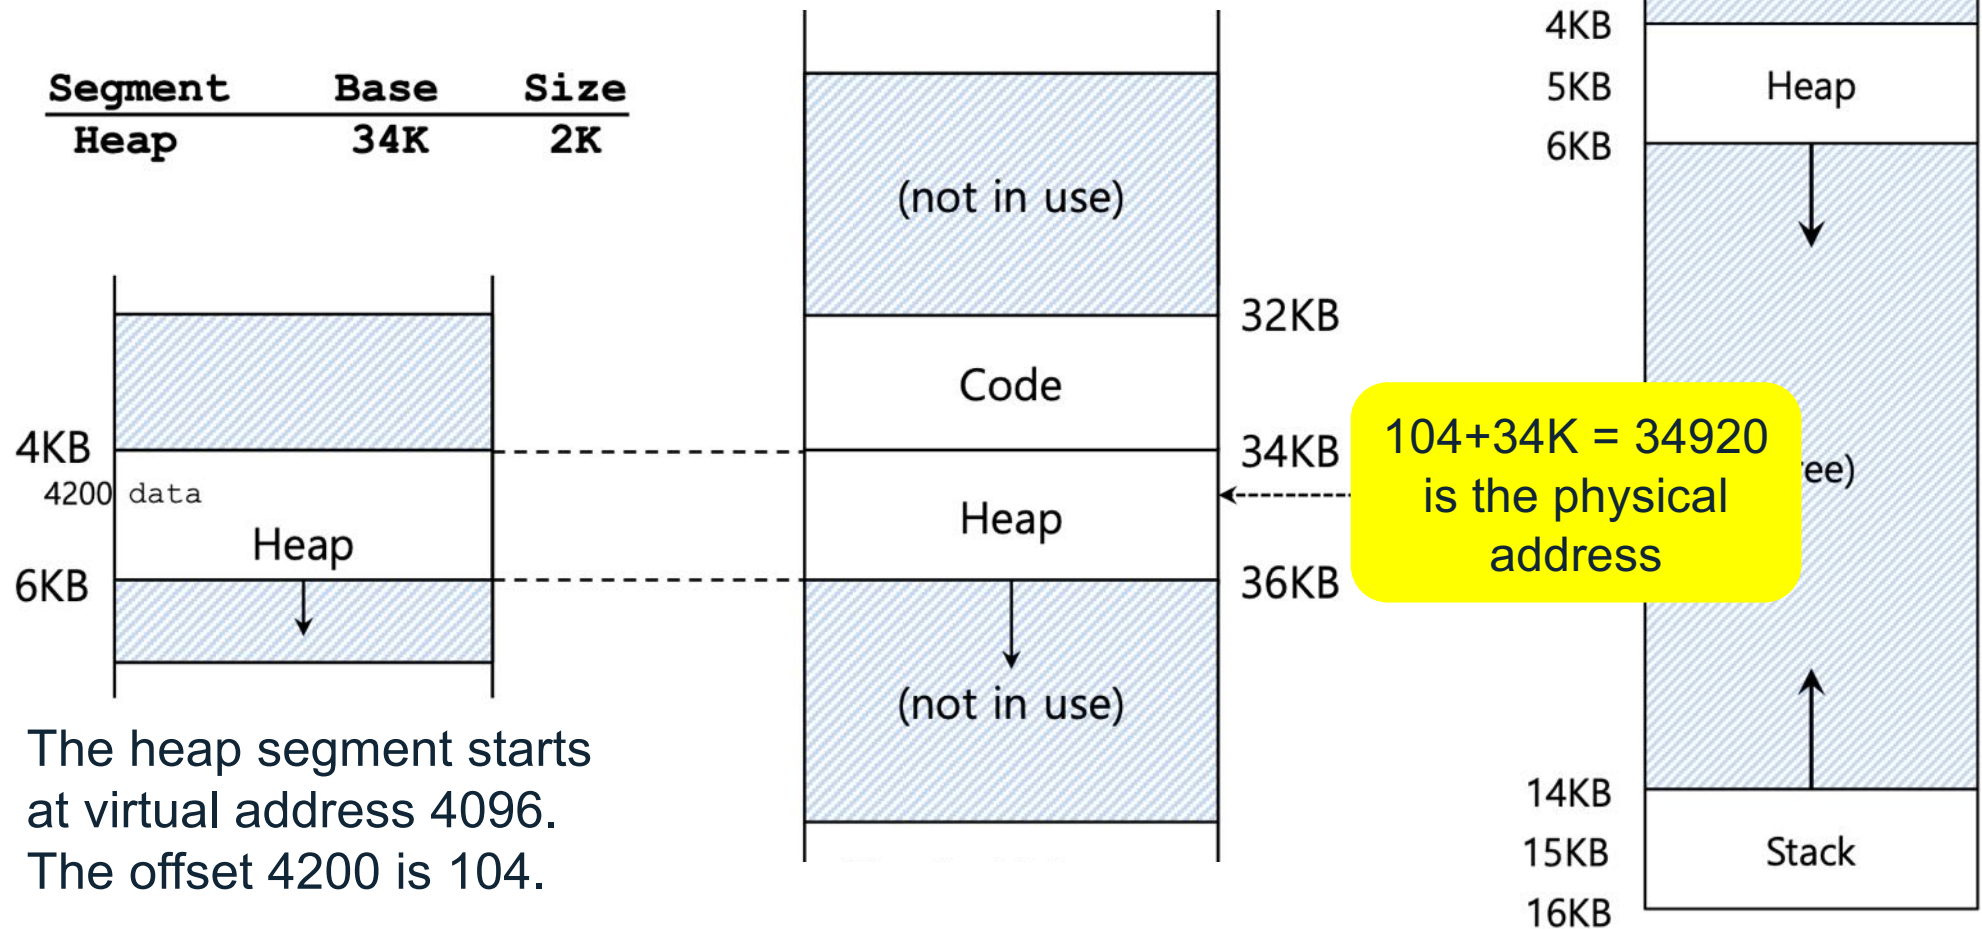 Segment Base Size
Heap 34K 2K
4KB
4200 data
Heap
6KB
The heap segment starts
at virtual address 4096.
The offset 4200 is 104.
(not in use)
32KB
Code
34KB
Heap
36KB
(not in use)
104+34K = 34920
is the physical
address
4KB
5KB
Heap
6KB
ee)
14KB
15KB
Stack
16KB